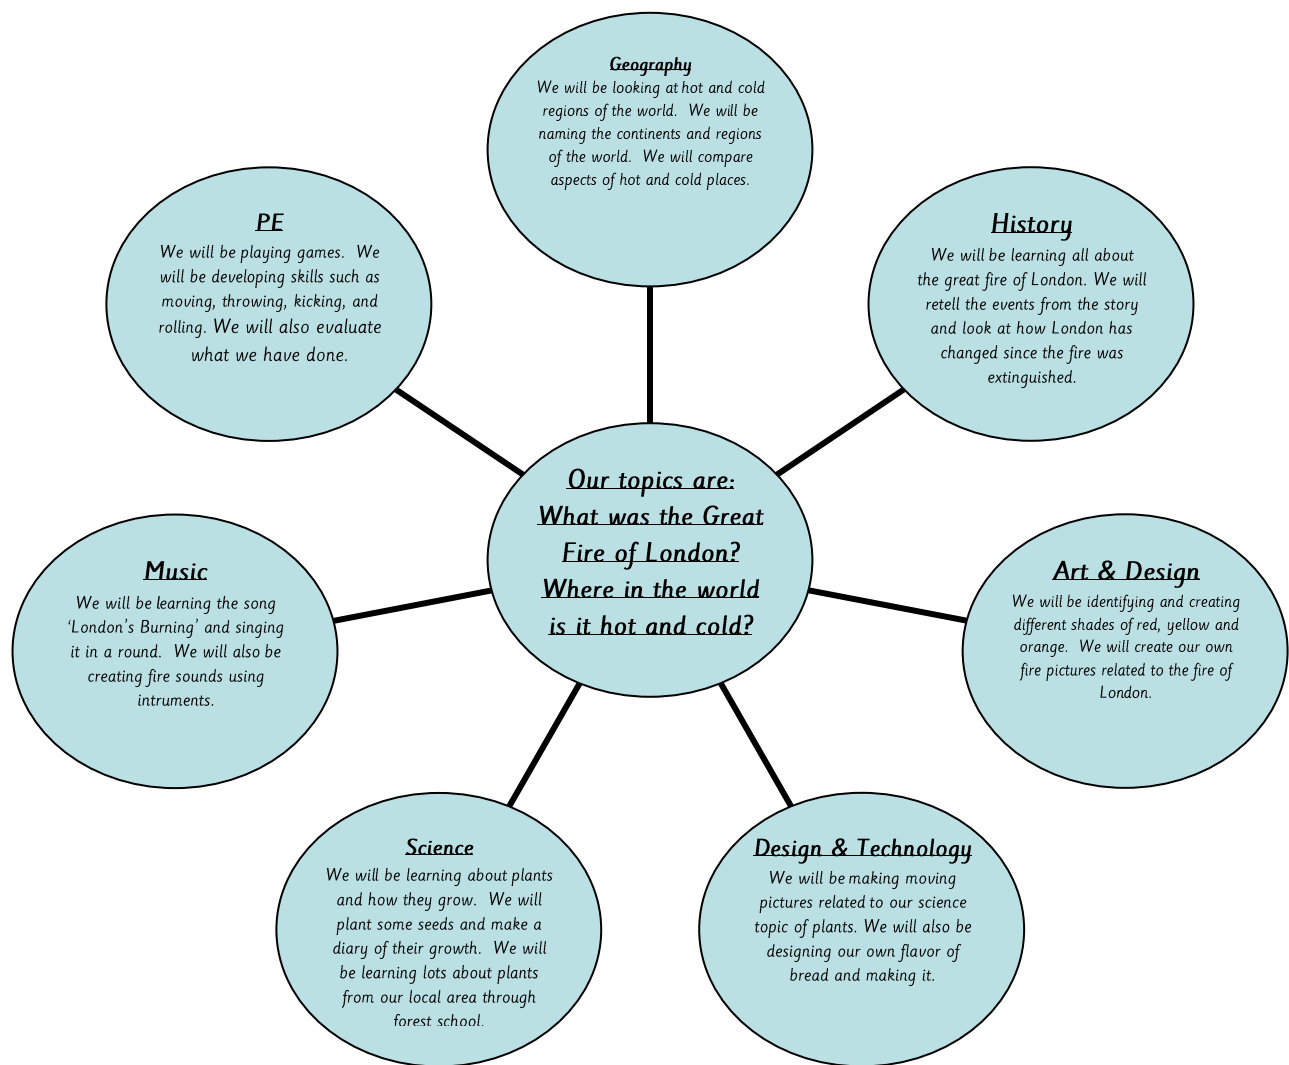 Geography
We will be looking at hot and cold
regions of the world. We will be
naming the continents and regions
of the world. We will compare
aspects of hot and cold places.
PE
We will be playing games. We
will be developing skills such as
moving, throwing, kicking, and
rolling. We will also evaluate
what we have done.
History
We will be learning all about
the great fire of London. We will
retell the events from the story
and look at how London has
changed since the fire was
extinguished.
Our topics are:
What was the Great
Fire of London?
Where in the world
is it hot and cold?
Music
We will be learning the song
‘London’s Burning’ and singing
it in a round. We will also be
creating fire sounds using
intruments.
Art & Design
We will be identifying and creating
different shades of red, yellow and
orange. We will create our own
fire pictures related to the fire of
London.
Science
We will be learning about plants
and how they grow. We will
plant some seeds and make a
diary of their growth. We will
be learning lots about plants
from our local area through
forest school.
Design & Technology
We will be making moving
pictures related to our science
topic of plants. We will also be
designing our own flavor of
bread and making it.